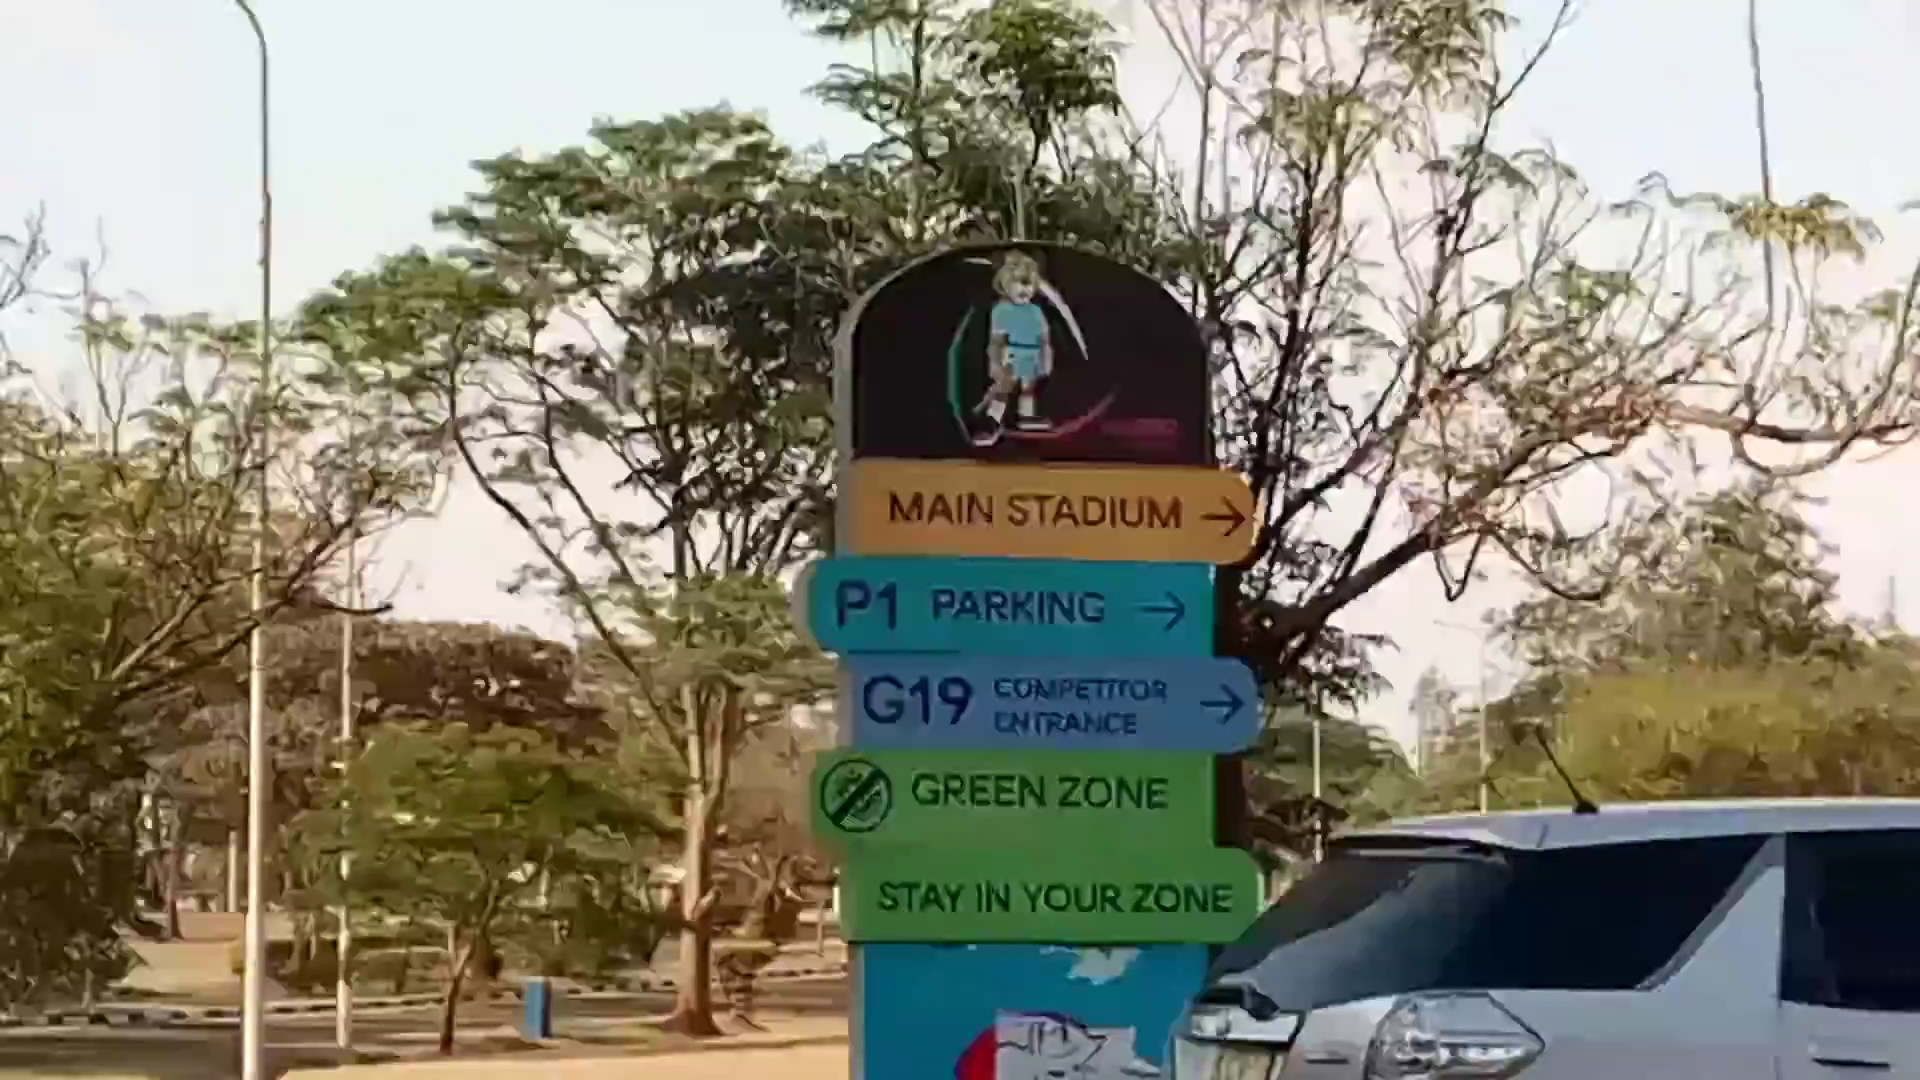 MAIN STADIUM →
P1 PARKING →
G19 COMPETITOR
ENTRANCE →
GREEN ZONE
STAY IN YOUR ZONE